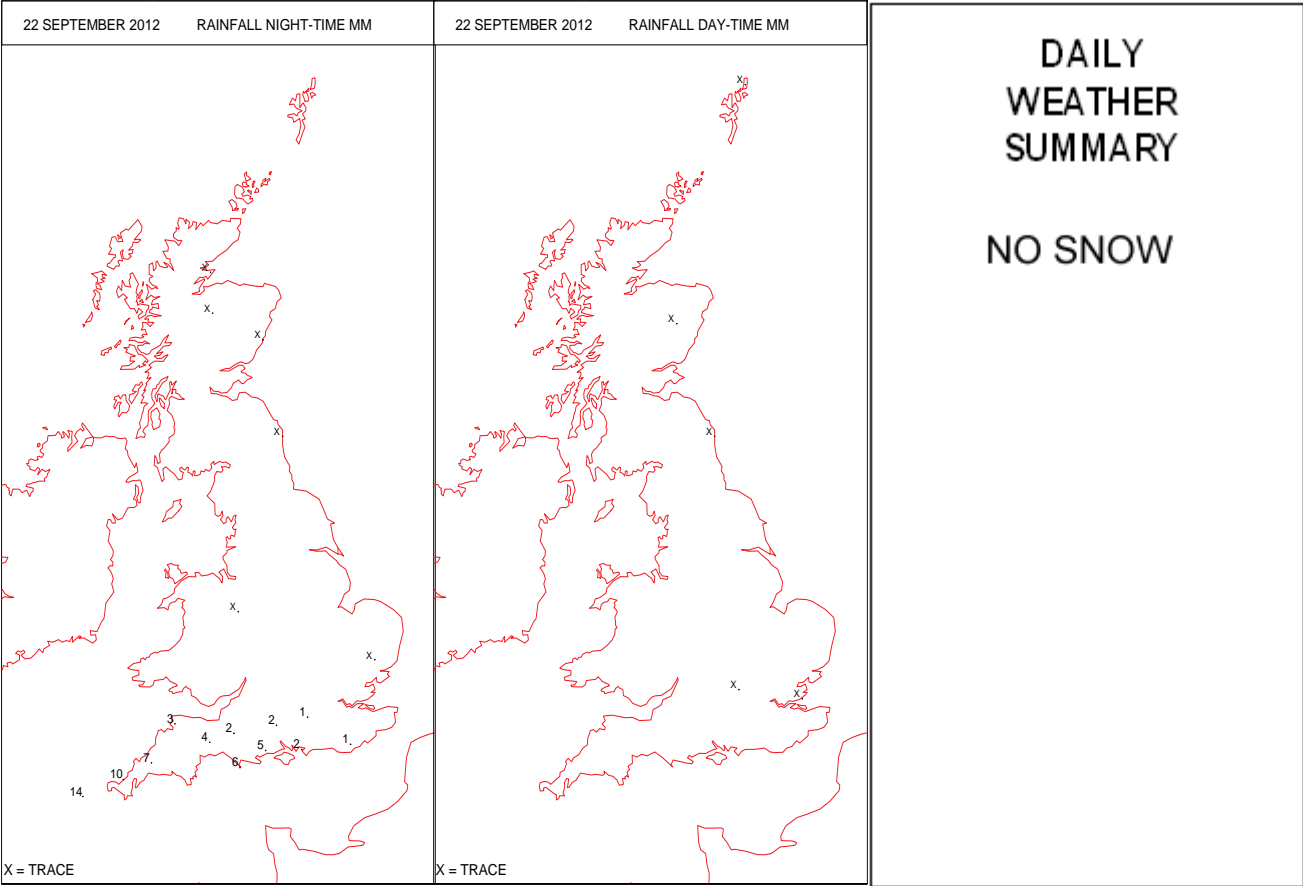 22 SEPTEMBER 2012 RAINFALL NIGHT-TIME MM
X
X
X
X
X
X
3
2
2
1
4
5
2
1
7
6
10
14
X = TRACE
22 SEPTEMBER 2012 RAINFALL DAY-TIME MM
X
X
X
X
X
X = TRACE
DAILY
WEATHER
SUMMARY
NO SNOW